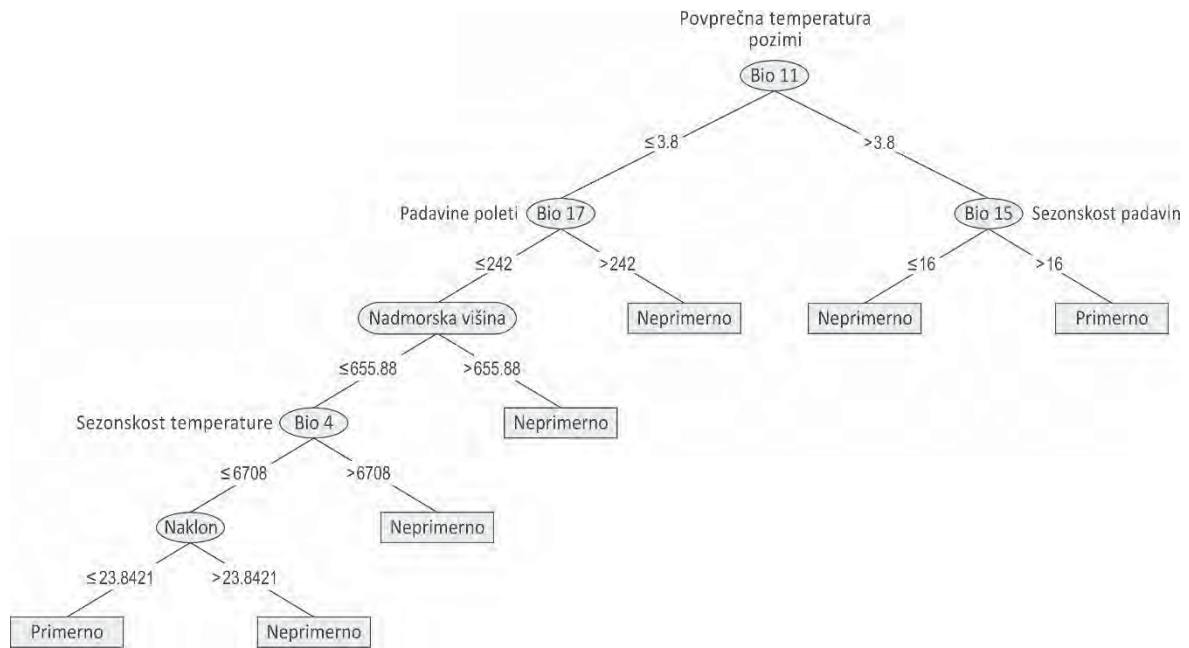 Povprečna temperatura
pozimi
Bio 11
≤3.8
>3.8
Padavine poleti
Bio 17
Bio 15
Sezonskost padavin
≤242
>242
≤16
>16
Nadmorska višina
Neprimerno
Neprimerno
Primerno
≤655.88
>655.88
Sezonskost temperature
Bio 4
Neprimerno
≤6708
>6708
Naklon
Neprimerno
≤23.8421
>23.8421
Primerno
Neprimerno